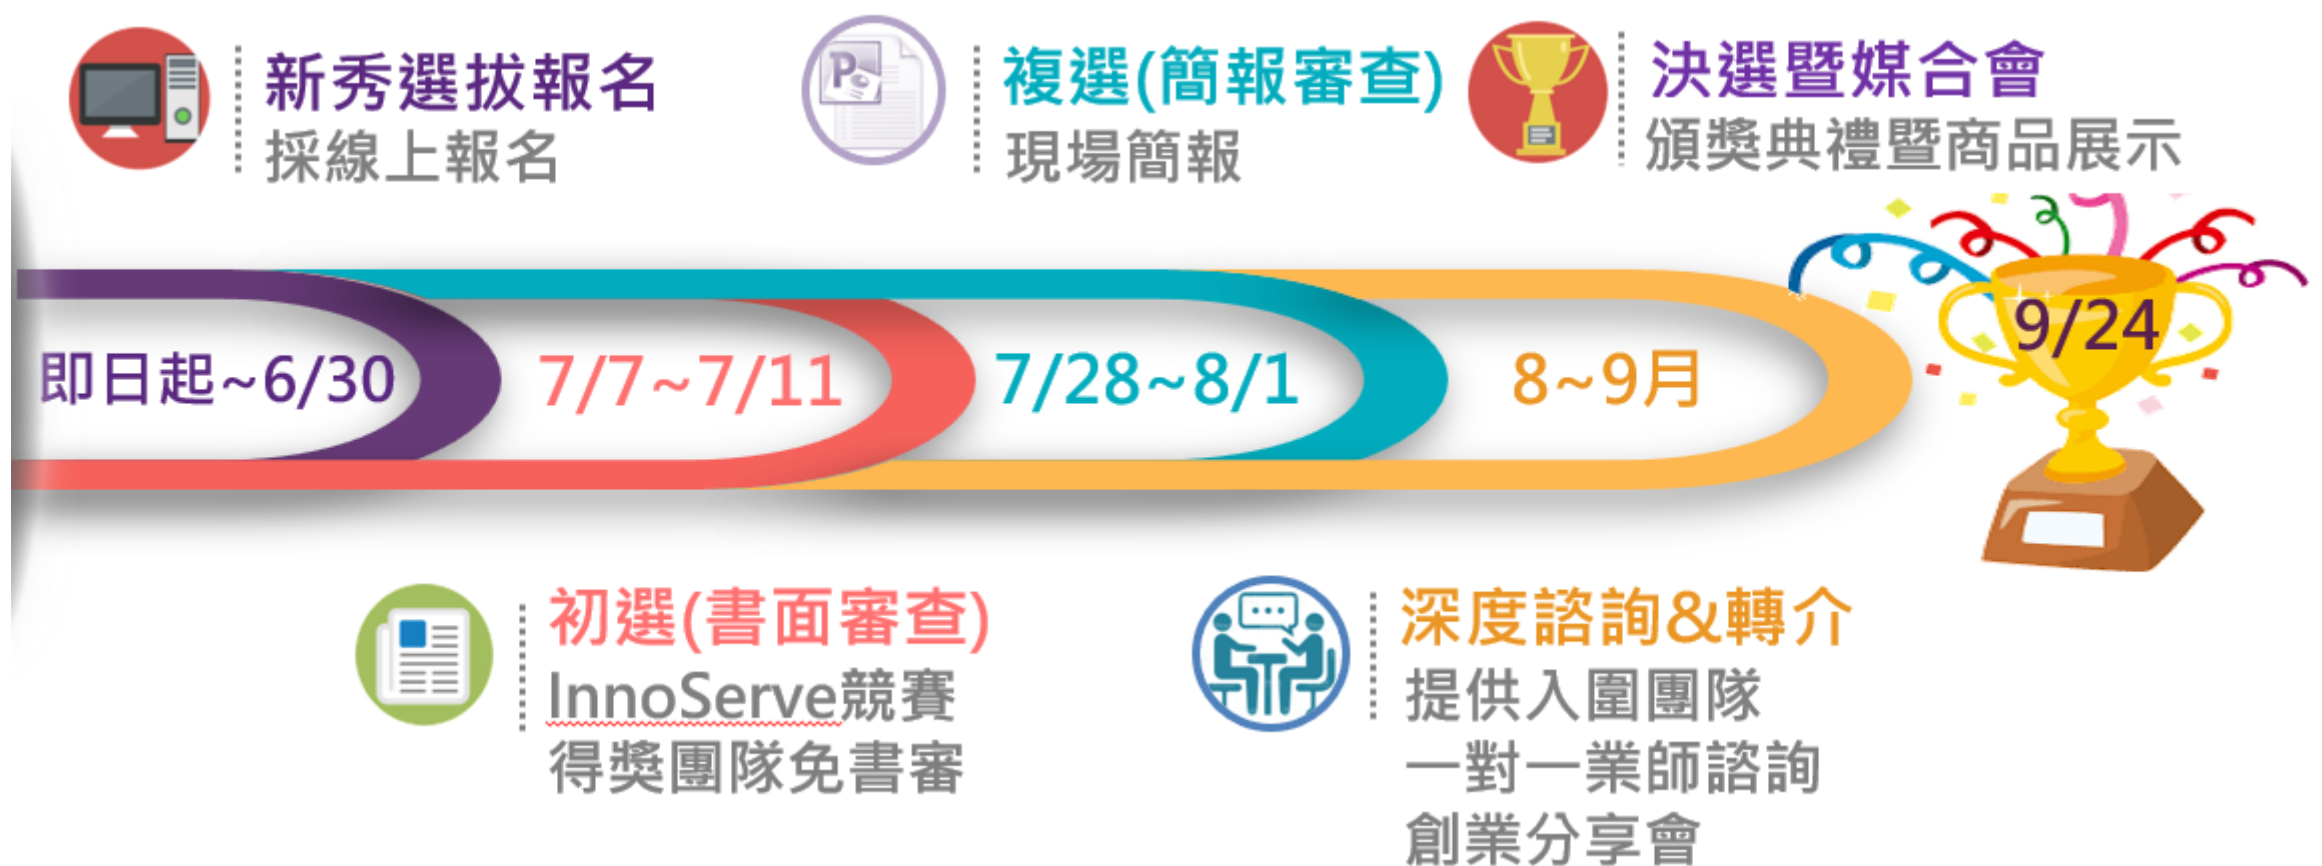 新秀選拔報名
採線上報名
複選(簡報審查)
現場簡報
決選暨媒合會
頒獎典禮暨商品展示
即日起~6/30
7/7~7/11
7/28~8/1
8~9月
9/24
初選(書面審查)
InnoServe競賽
得獎團隊免書審
深度諮詢&轉介
提供入圍團隊
一對一業師諮詢
創業分享會